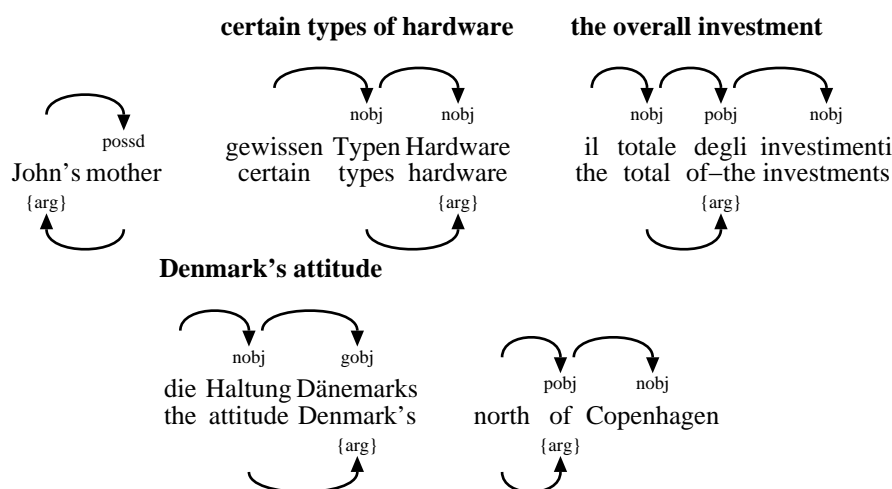 certain types of hardware
the overall investment
possd
John's mother
{arg}
nobj nobj
gewissen Typen Hardware
certain types hardware
{arg}
nobj pobj nobj
il totale degli investimenti
the total of−the investments
{arg}
Denmark's attitude
nobj gobj
die Haltung Dänemarks
the attitude Denmark's
{arg}
pobj nobj
north of Copenhagen
{arg}